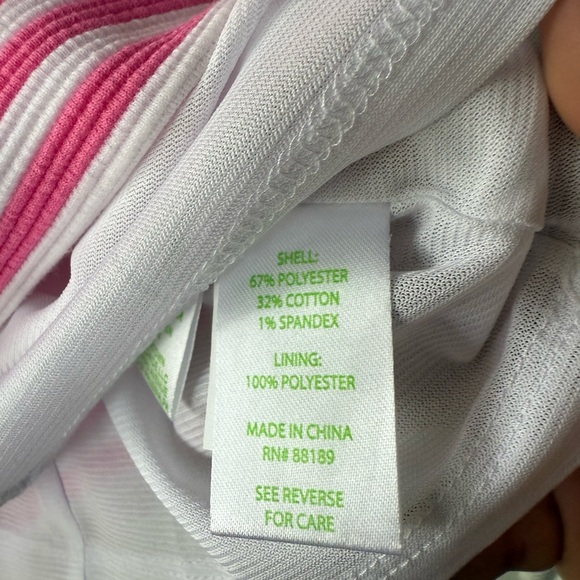 SHELL:
67% POLYESTER
32% COTTON
1% SPANDEX
LINING:
100% POLYESTER
MADE IN CHINA
RN# 88189
SEE REVERSE
FOR CARE